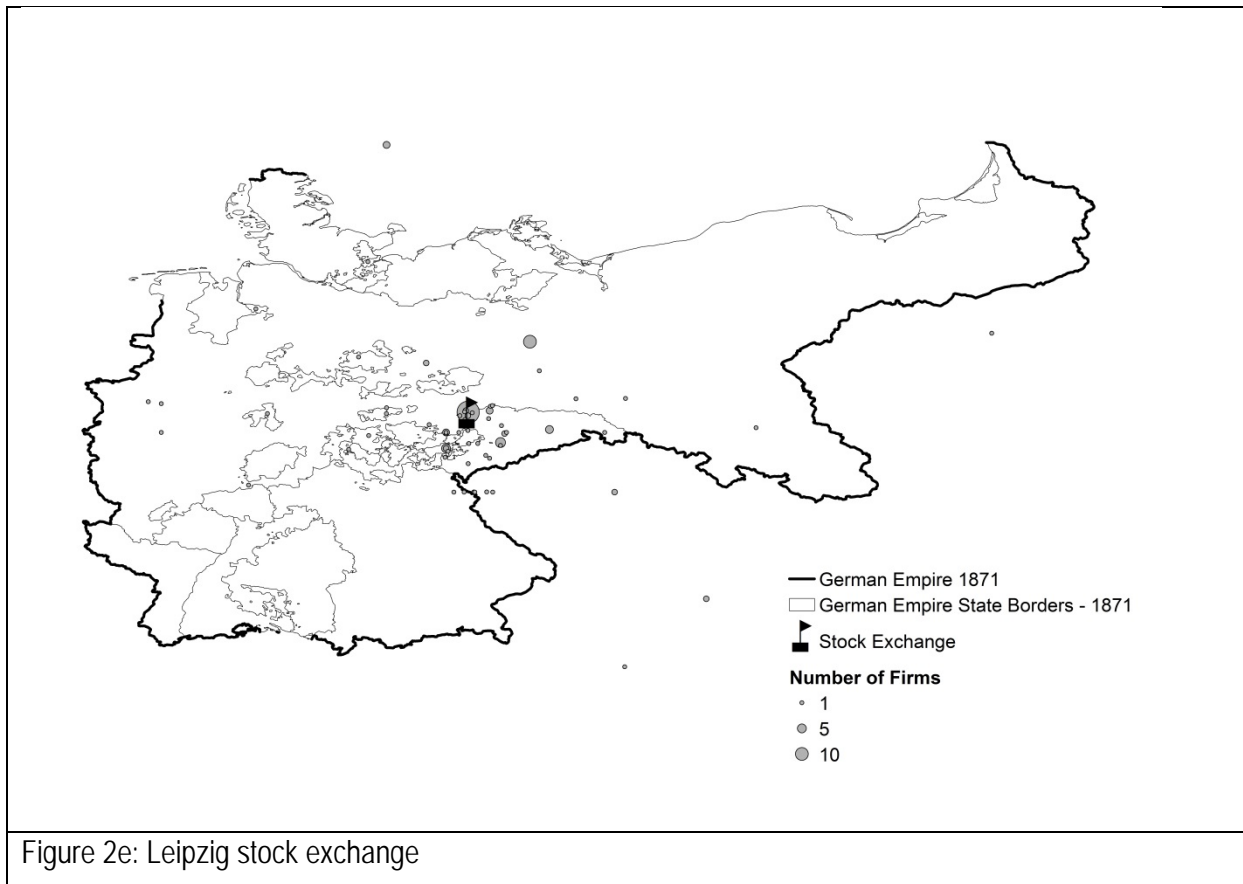 German Empire 1871
German Empire State Borders - 1871
Stock Exchange
Number of Firms
1
5
10
Figure 2e: Leipzig stock exchange